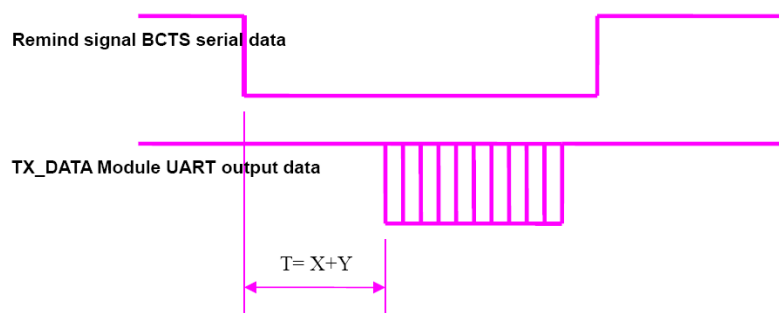 Remind signal BCTS serial data
TX_DATA Module UART output data
T= X+Y